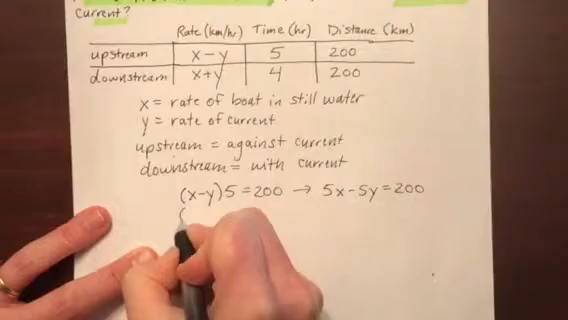 current?
Rate (km/hr) Time (hr) Distance (km)
upstream x-y 5 200
downstream x+y 4 200
x = rate of boat in still water
y = rate of current
upstream = against current
downstream = with current
(x-y)5=200 → 5x-5y=200
(